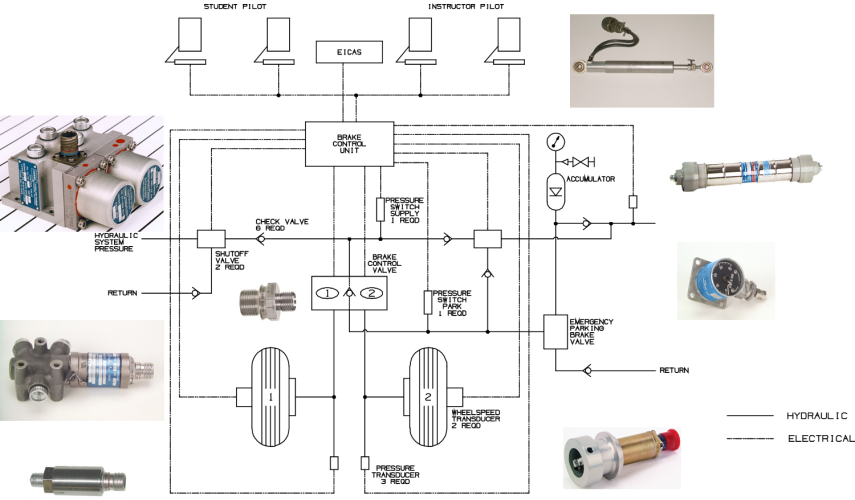 STUDENT PILOT
INSTRUCTOR PILOT
EICAS
BRAKE
CONTROL
UNIT
ACCUMULATOR
PRESSURE
SWITCH
SUPPLY
1 REQD
CHECK VALVE
6 REQD
HYDRAULIC
SYSTEM
PRESSURE
SHUTOFF
VALVE
2 REQD
BRAKE
CONTROL
VALVE
RETURN
1
2
PRESSURE
SWITCH
PARK
1 REQD
EMERGENCY
PARKING
BRAKE
VALVE
RETURN
1
2
WHEELSPEED
TRANSDUCER
2 REQD
HYDRAULIC
ELECTRICAL
PRESSURE
TRANSDUCER
3 REQD